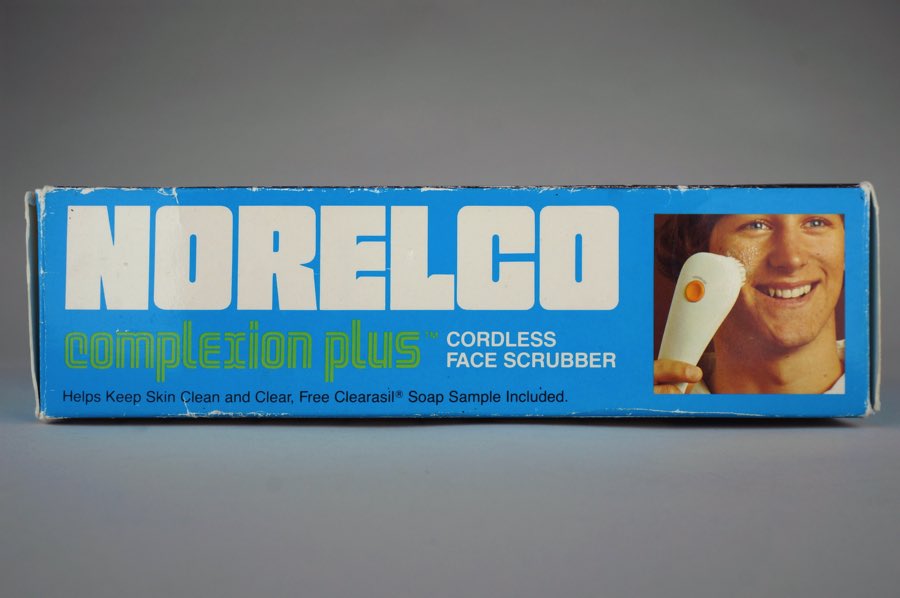 NORELCO
complexion plus™
CORDLESS
FACE SCRUBBER
Helps Keep Skin Clean and Clear, Free Clearasil® Soap Sample Included.